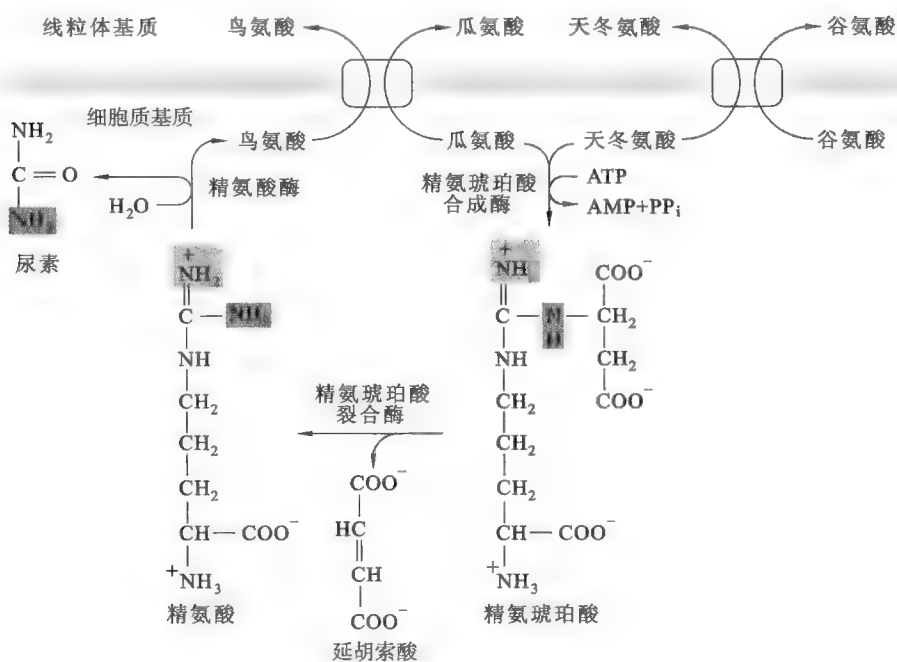 线粒体基质
鸟氨酸
瓜氨酸
天冬氨酸
谷氨酸
细胞质基质
鸟氨酸
瓜氨酸
天冬氨酸
谷氨酸
NH₂
C=O
NH₂
尿素
精氨酸酶
H₂O
精氨琥珀酸
合成酶
ATP
AMP+PPᵢ
+
NH₂
C—NH₂
NH
CH₂
CH₂
CH₂
CH—COO⁻
⁺NH₃
精氨酸
精氨琥珀酸
裂合酶
COO⁻
HC
CH
COO⁻
延胡索酸
+
NH
C—N—CH₂
H
NH
CH₂
CH₂
CH₂
CH—COO⁻
⁺NH₃
COO⁻
CH₂
COO⁻
精氨琥珀酸